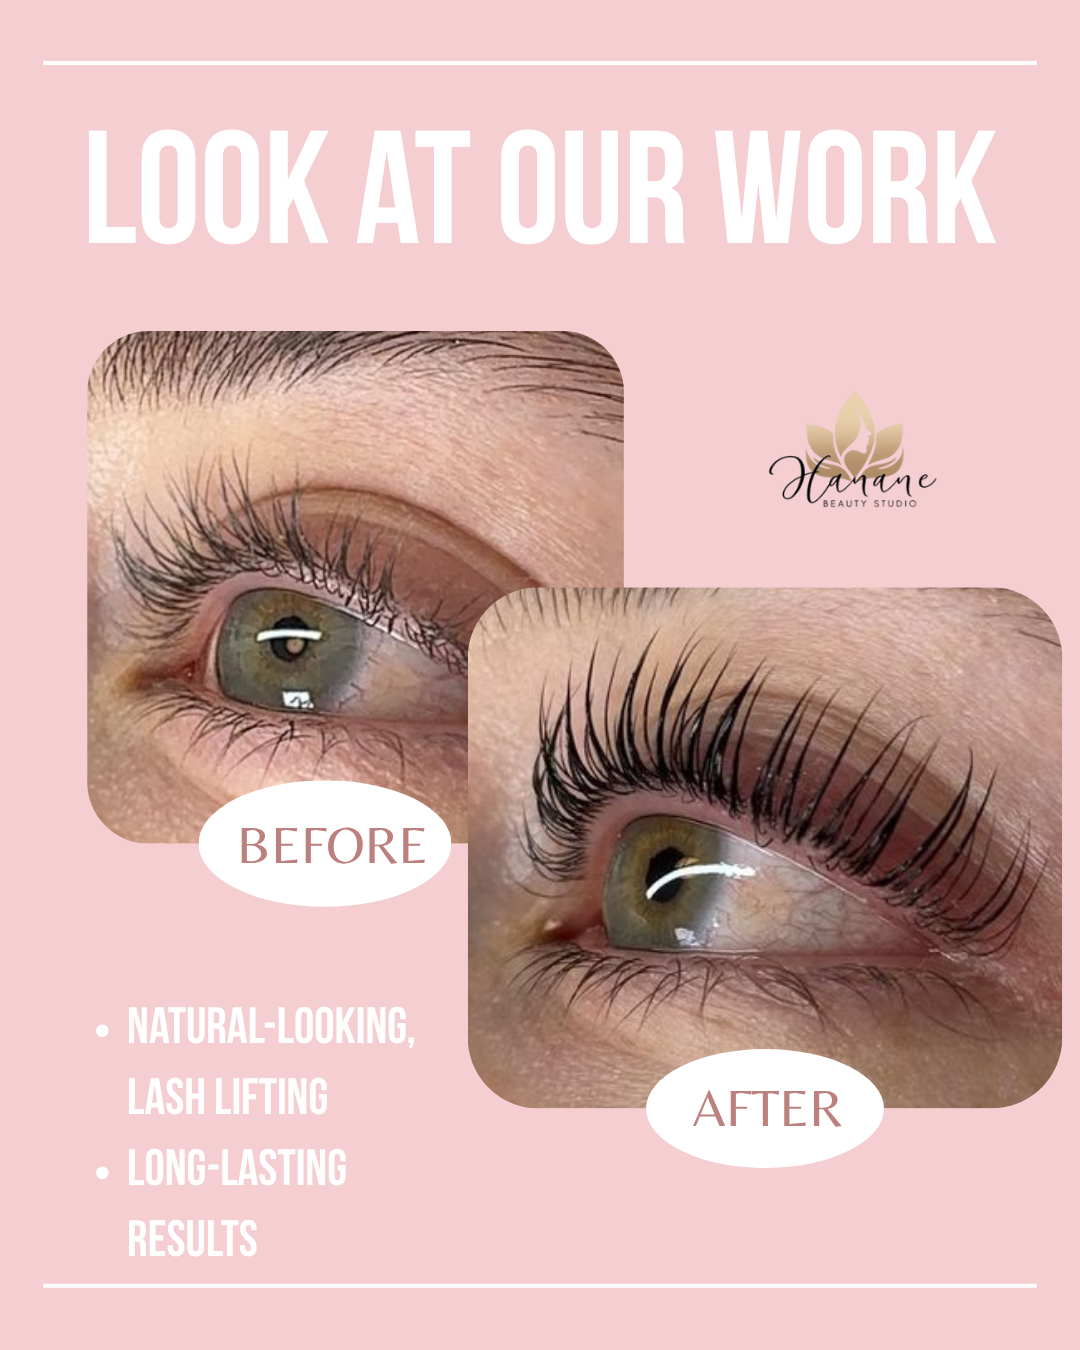 LOOK AT OUR WORK
Hanane
BEAUTY STUDIO
BEFORE
AFTER
• NATURAL-LOOKING,
LASH LIFTING
• LONG-LASTING
RESULTS